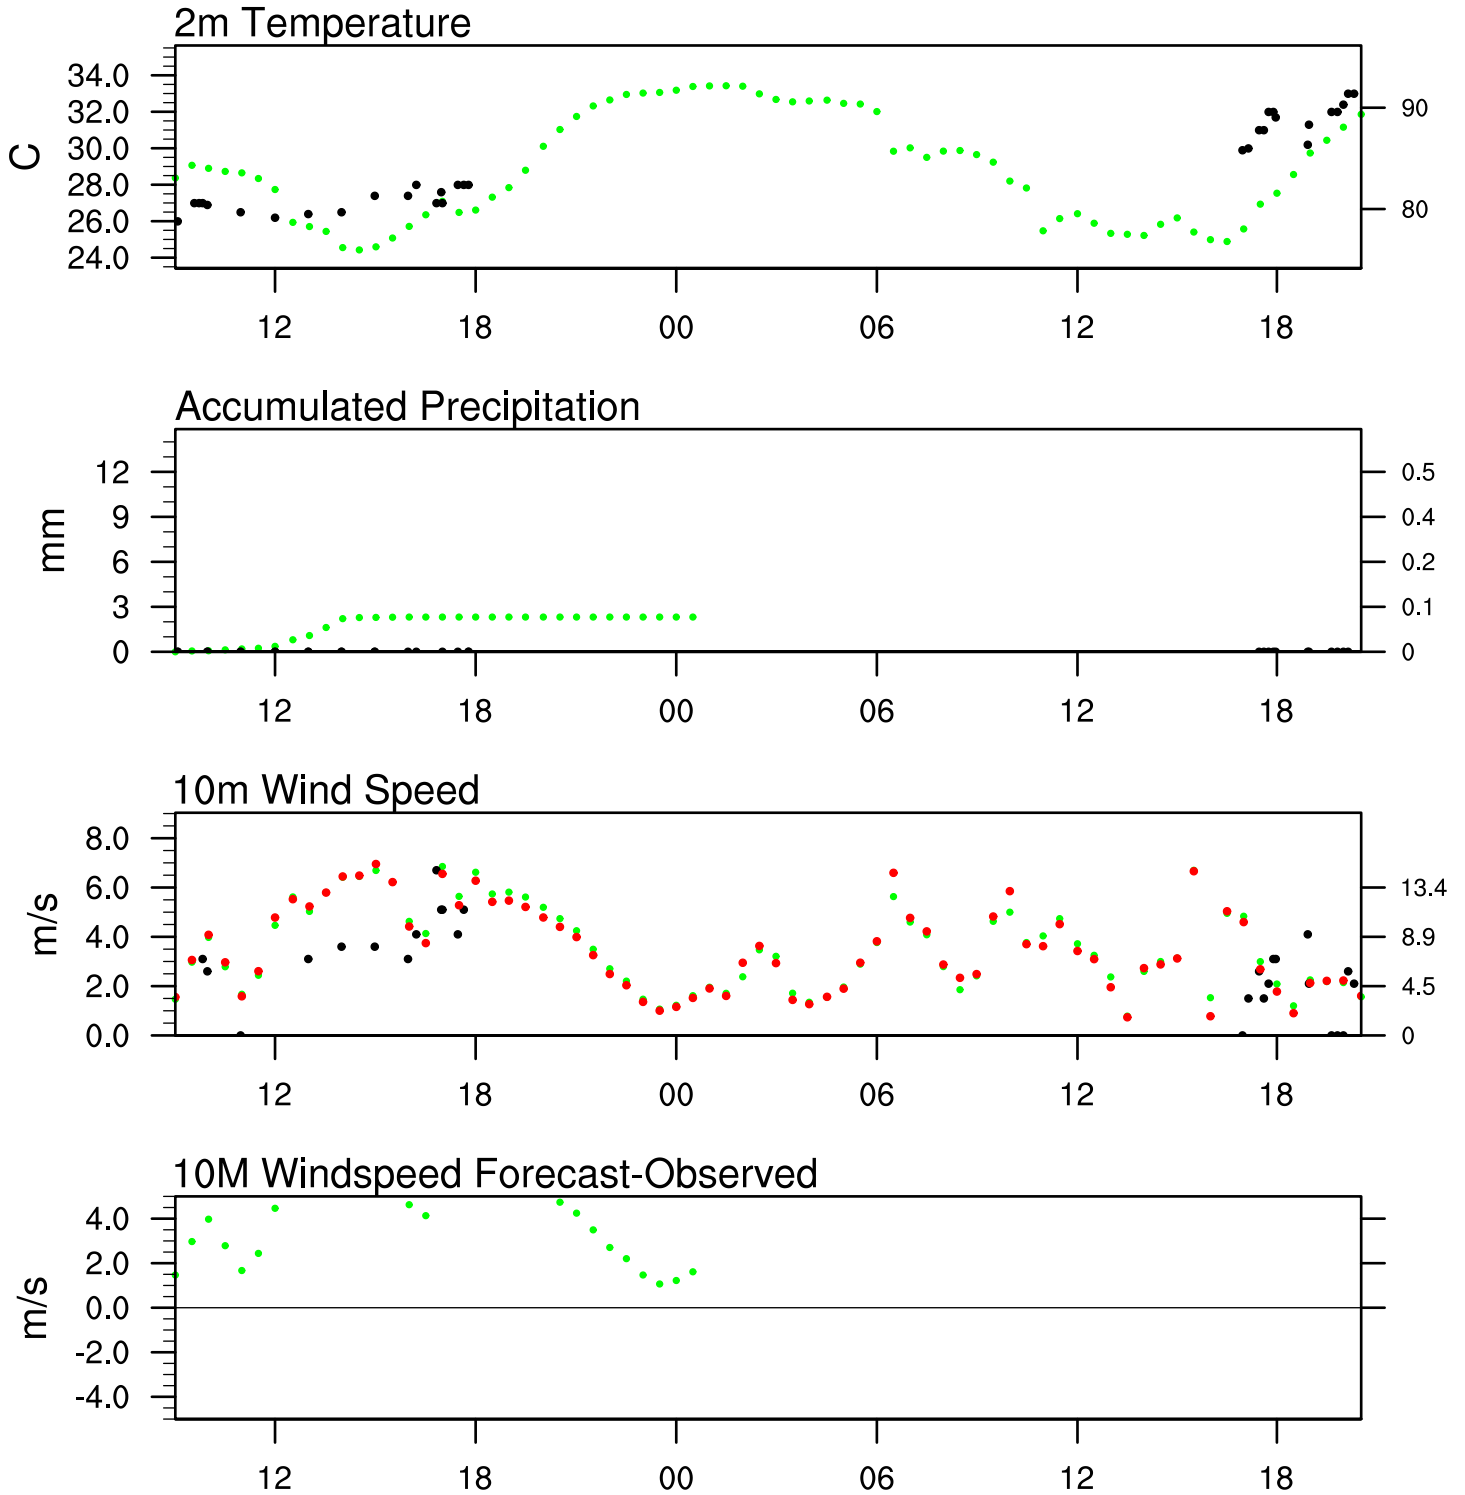 2m Temperature
34.0
32.0
30.0
28.0
26.0
24.0
C
90
80
12 18 00 06 12 18
Accumulated Precipitation
12
9
6
3
0
mm
0.5
0.4
0.2
0.1
0
12 18 00 06 12 18
10m Wind Speed
8.0
6.0
4.0
2.0
0.0
m/s
13.4
8.9
4.5
0
12 18 00 06 12 18
10M Windspeed Forecast-Observed
4.0
2.0
0.0
-2.0
-4.0
m/s
12 18 00 06 12 18